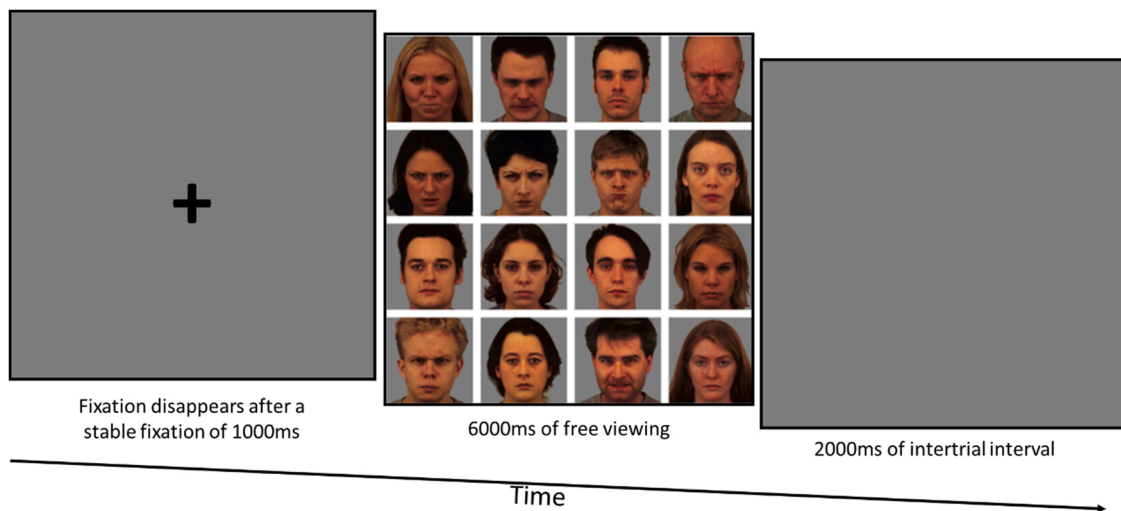 Fixation disappears after a
stable fixation of 1000ms
6000ms of free viewing
2000ms of intertrial interval
Time